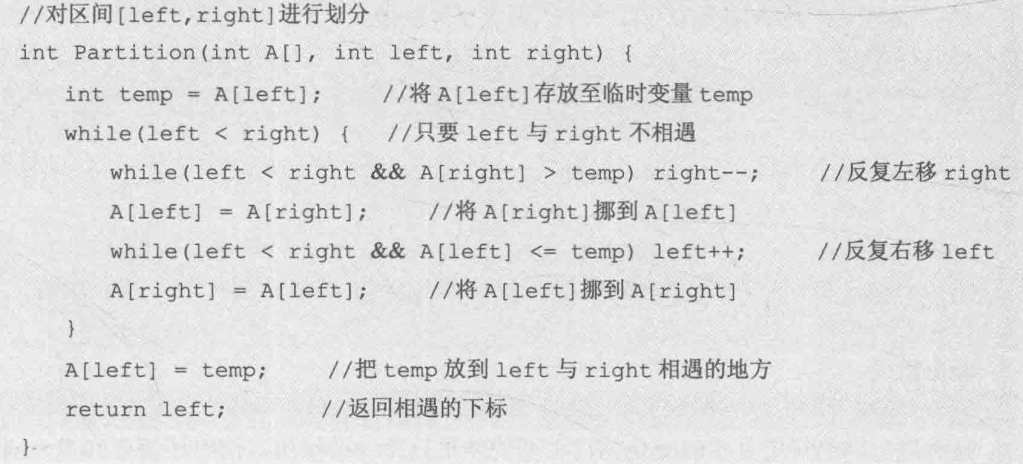 //对区间[left,right]进行划分
int Partition(int A[], int left, int right) {
int temp = A[left]; //将A[left]存放至临时变量temp
while(left < right) { //只要left与right不相遇
while(left < right && A[right] > temp) right--; //反复左移right
A[left] = A[right]; //将A[right]挪到A[left]
while(left < right && A[left] <= temp) left++; //反复右移left
A[right] = A[left]; //将A[left]挪到A[right]
}
A[left] = temp; //把temp放到left与right相遇的地方
return left; //返回相遇的下标
}